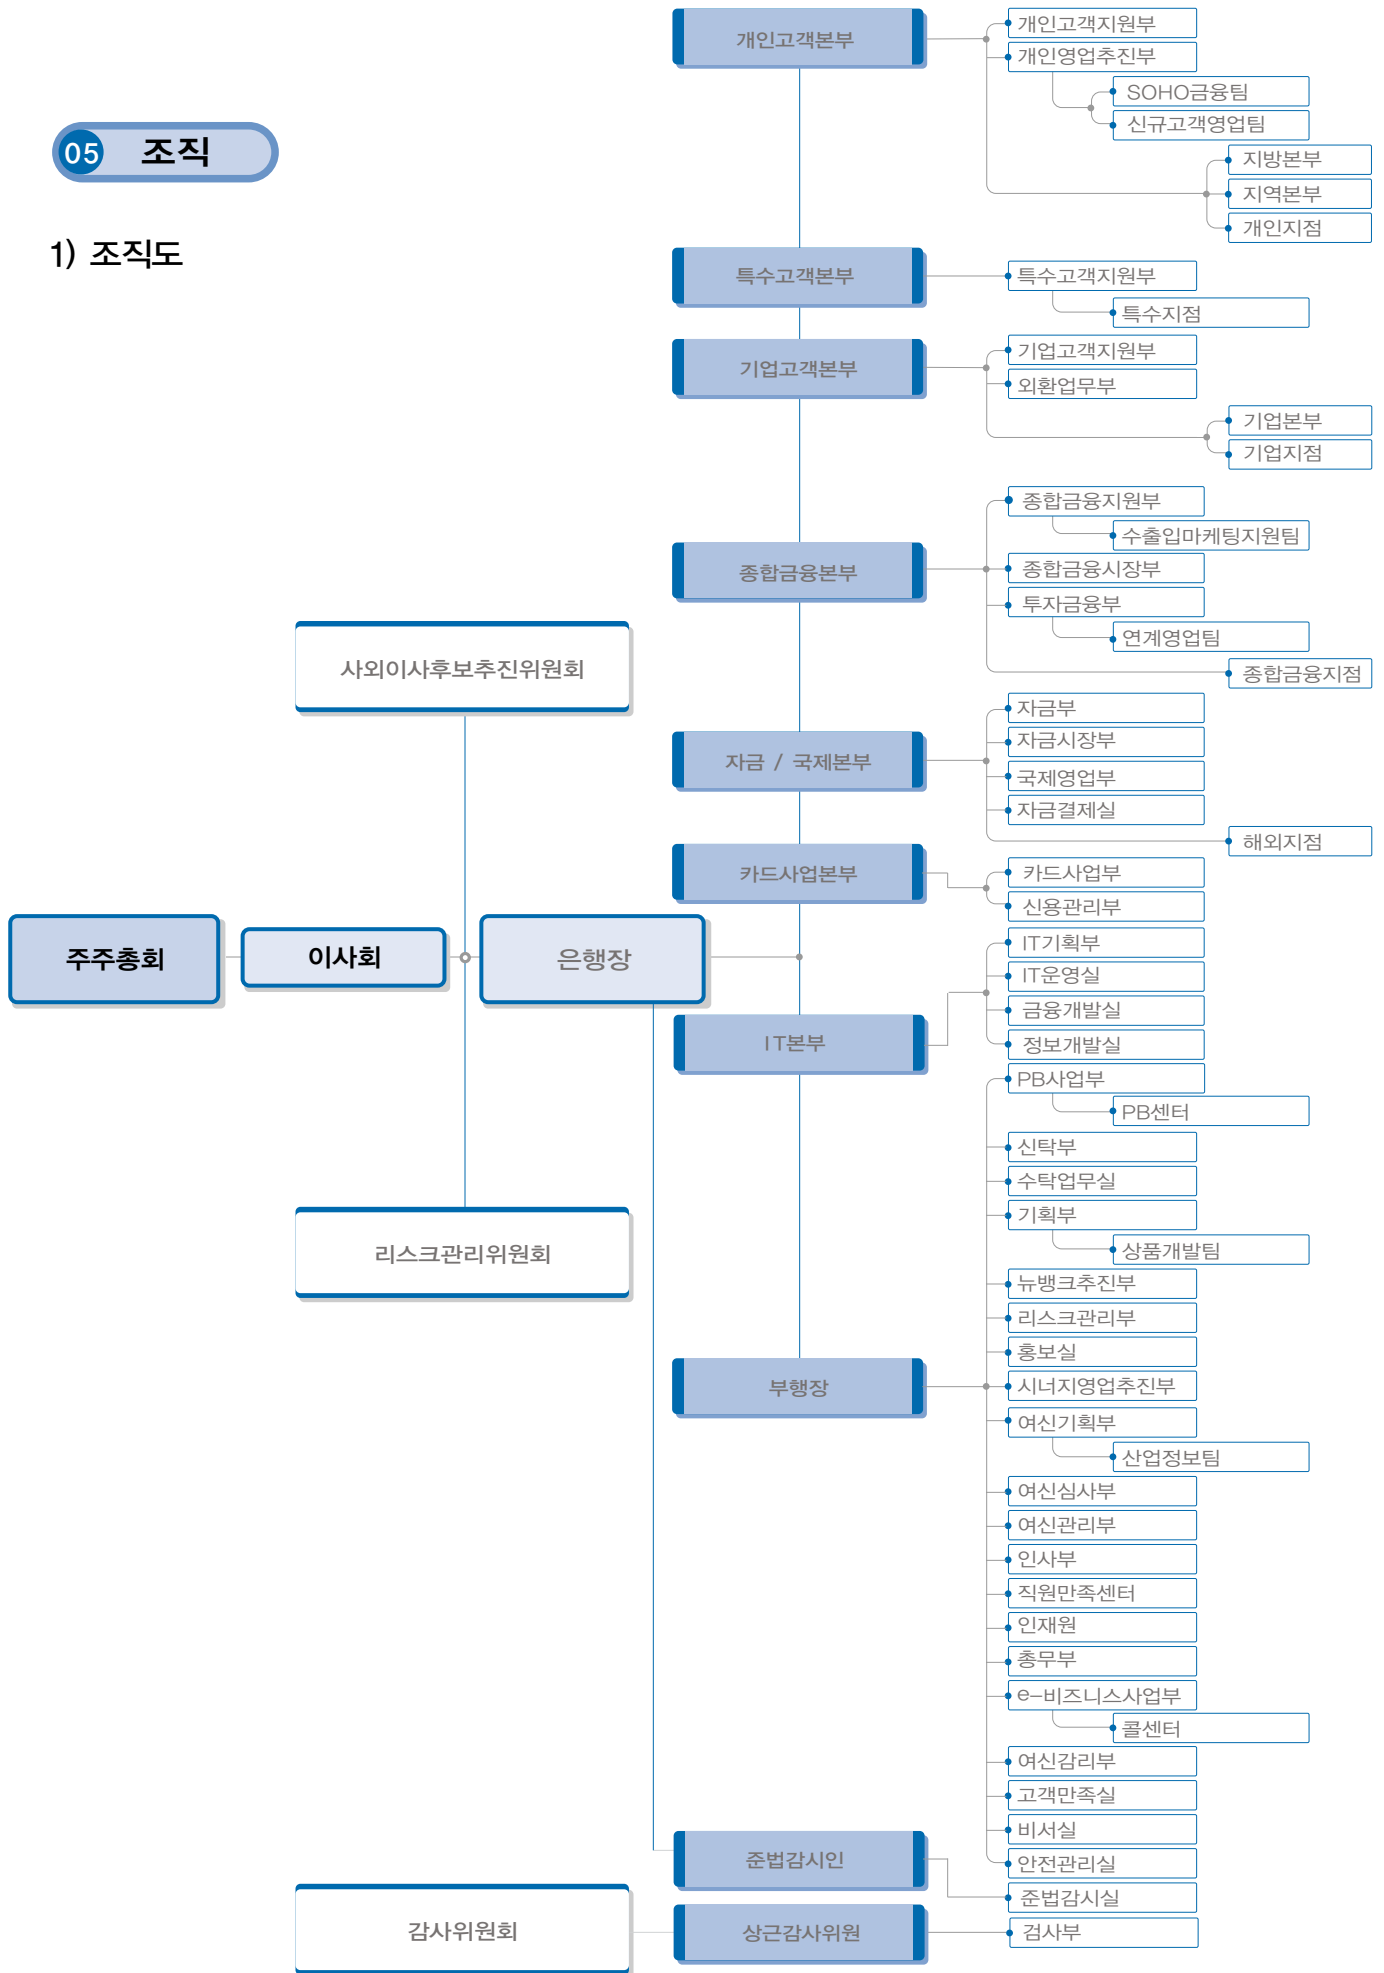 05 조직
1) 조직도
개인고객본부
개인고객지원부
개인영업추진부
SOHO금융팀
신규고객영업팀
지방본부
지역본부
개인지점
특수고객본부
특수고객지원부
특수지점
기업고객본부
기업고객지원부
외환업무부
기업본부
기업지점
종합금융본부
종합금융지원부
수출입마케팅지원팀
종합금융시장부
투자금융부
연계영업팀
종합금융지점
사외이사후보추진위원회
자금 / 국제본부
자금부
자금시장부
국제영업부
자금결제실
해외지점
카드사업본부
카드사업부
신용관리부
주주총회
이사회
은행장
IT본부
IT기획부
IT운영실
금융개발실
정보개발실
리스크관리위원회
부행장
PB사업부
PB센터
신탁부
수탁업무실
기획부
상품개발팀
뉴뱅크추진부
리스크관리부
홍보실
시너지영업추진부
여신기획부
산업정보팀
여신심사부
여신관리부
인사부
직원만족센터
인재원
총무부
e-비즈니스사업부
콜센터
여신감리부
고객만족실
비서실
안전관리실
준법감시인
준법감시실
감사위원회
상근감사위원
검사부